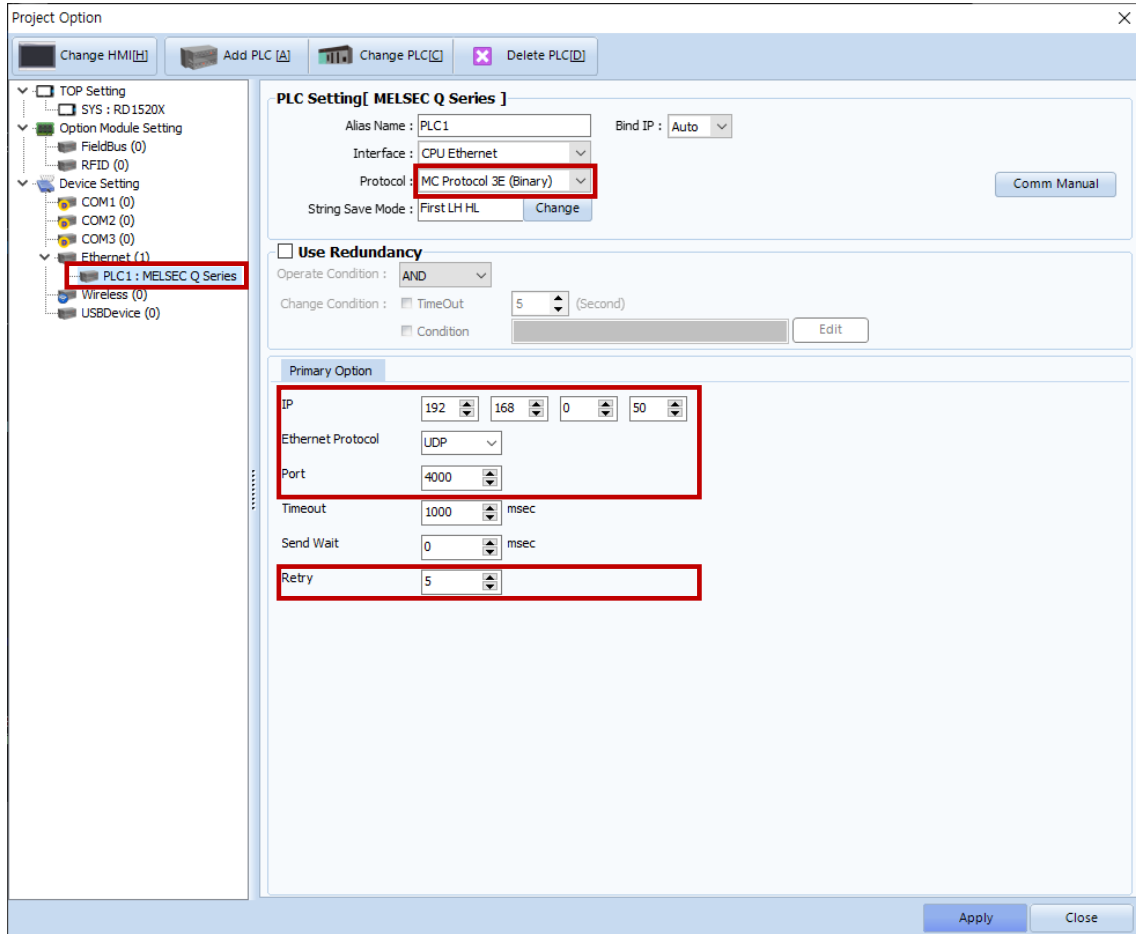 Project Option
Change HMI[H] Add PLC [A] Change PLC[C] Delete PLC[D]
TOP Setting
SYS : RD1520X
Option Module Setting
FieldBus (0)
RFID (0)
Device Setting
COM1 (0)
COM2 (0)
COM3 (0)
Ethernet (1)
PLC1 : MELSEC Q Series
Wireless (0)
USBDevice (0)
PLC Setting[ MELSEC Q Series ]
Alias Name : PLC1 Bind IP : Auto
Interface : CPU Ethernet
Protocol : MC Protocol 3E (Binary) Comm Manual
String Save Mode : First LH HL Change
Use Redundancy
Operate Condition : AND
Change Condition : TimeOut 5 (Second)
Condition Edit
Primary Option
IP 192 168 0 50
Ethernet Protocol UDP
Port 4000
Timeout 1000 msec
Send Wait 0 msec
Retry 5
Apply Close